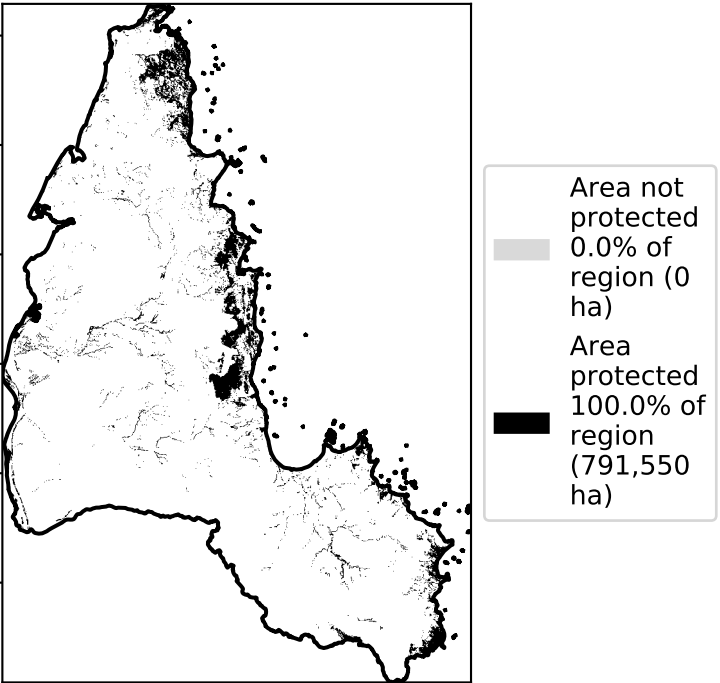 Area not
protected
0.0% of
region (0
ha)
Area
protected
100.0% of
region
(791,550
ha)